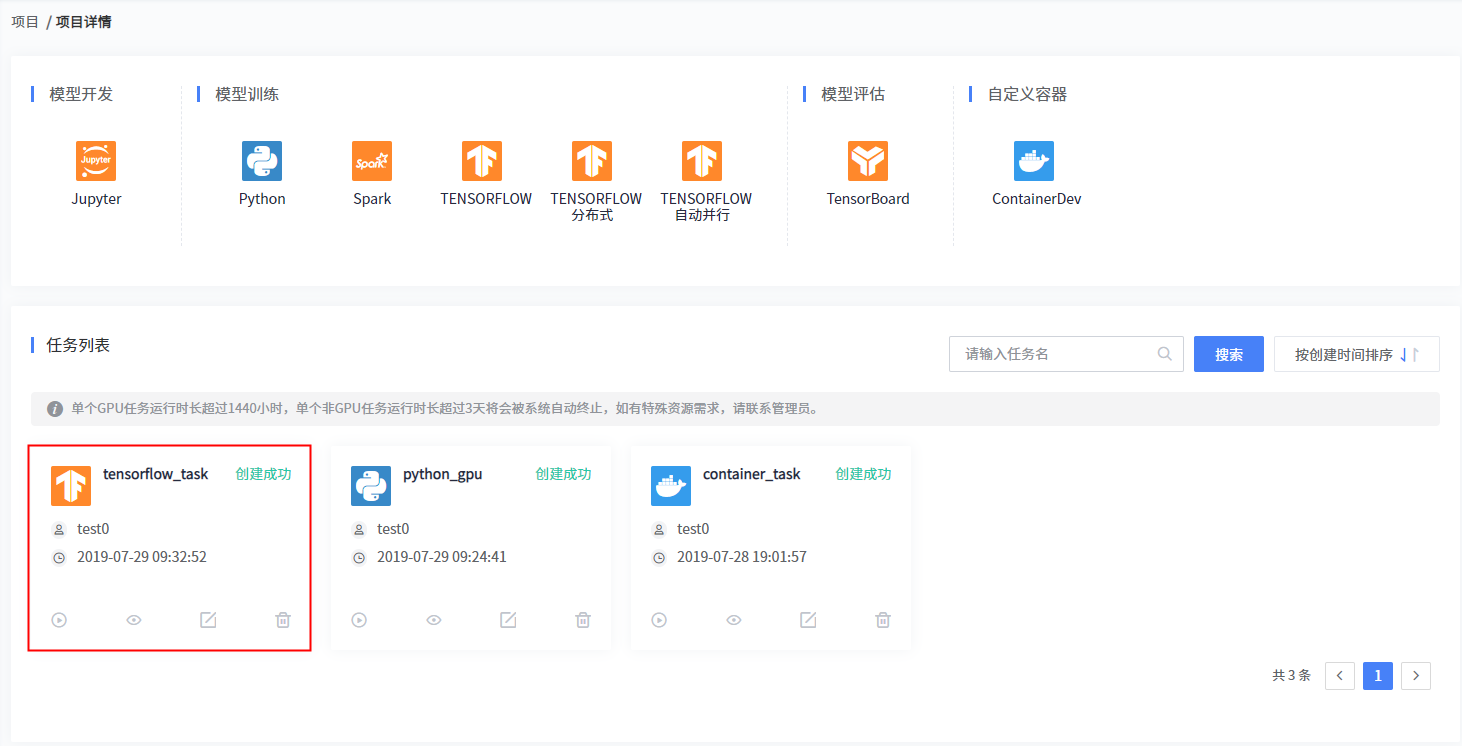 项目 / 项目详情
模型开发
模型训练
模型评估
自定义容器
Jupyter
Spark
Jupyter
Python
Spark
TENSORFLOW
TENSORFLOW
分布式
TENSORFLOW
自动并行
TensorBoard
ContainerDev
任务列表
请输入任务名
搜索
按创建时间排序
单个GPU任务运行时长超过1440小时，单个非GPU任务运行时长超过3天将会被系统自动终止，如有特殊资源需求，请联系管理员。
tensorflow_task 创建成功
test0
2019-07-29 09:32:52
python_gpu 创建成功
test0
2019-07-29 09:24:41
container_task 创建成功
test0
2019-07-28 19:01:57
共 3 条
1